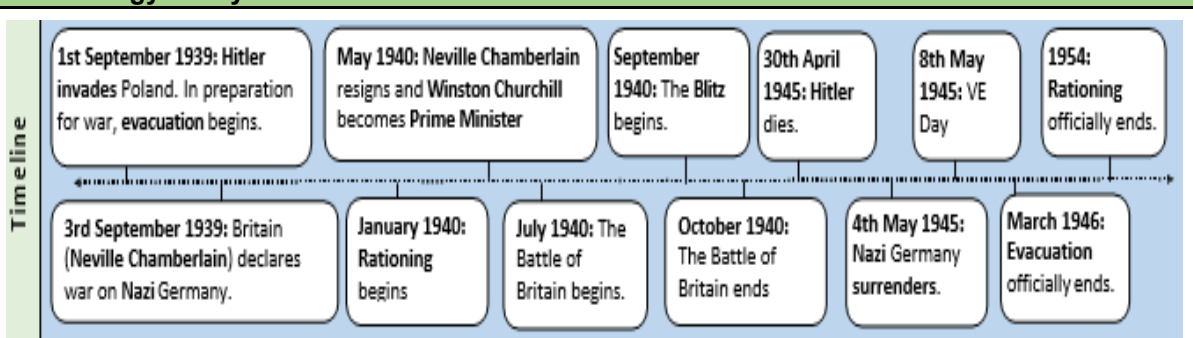 Timeline
1st September 1939: Hitler
invades Poland. In preparation
for war, evacuation begins.
May 1940: Neville Chamberlain
resigns and Winston Churchill
becomes Prime Minister
September
1940: The Blitz
begins.
30th April
1945: Hitler
dies.
8th May
1945: VE
Day
1954:
Rationing
officially ends.
3rd September 1939: Britain
(Neville Chamberlain) declares
war on Nazi Germany.
January 1940:
Rationing
begins
July 1940: The
Battle of
Britain begins.
October 1940:
The Battle of
Britain ends
4th May 1945:
Nazi Germany
surrenders.
March 1946:
Evacuation
officially ends.